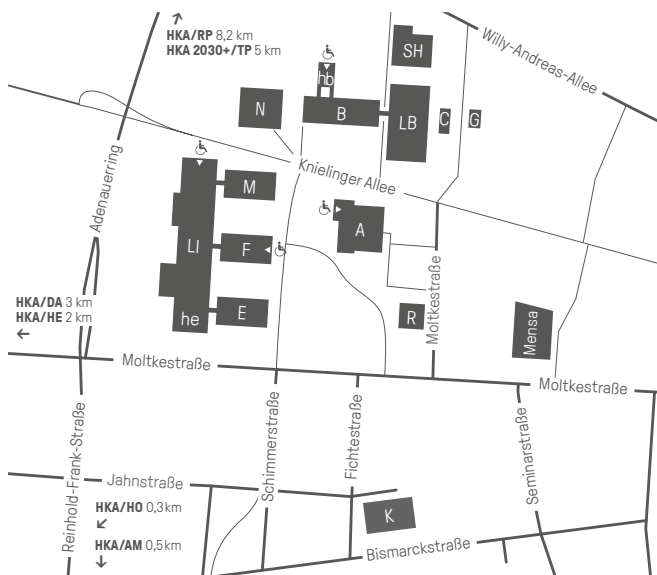 HKA/RP 8,2 km
HKA 2030+/TP 5 km
SH
Willy-Andreas-Allee
hb
N
B
LB
C
G
Knielinger Allee
M
Adenauerring
A
LI
F
HKA/DA 3 km
HKA/HE 2 km
he
E
R
Moltkestraße
Mensa
Moltkestraße
Moltkestraße
Reinhold-Frank-Straße
Schimmerstraße
Fichtestraße
Seminarstraße
Jahnstraße
HKA/HO 0,3 km
K
HKA/AM 0,5 km
Bismarckstraße